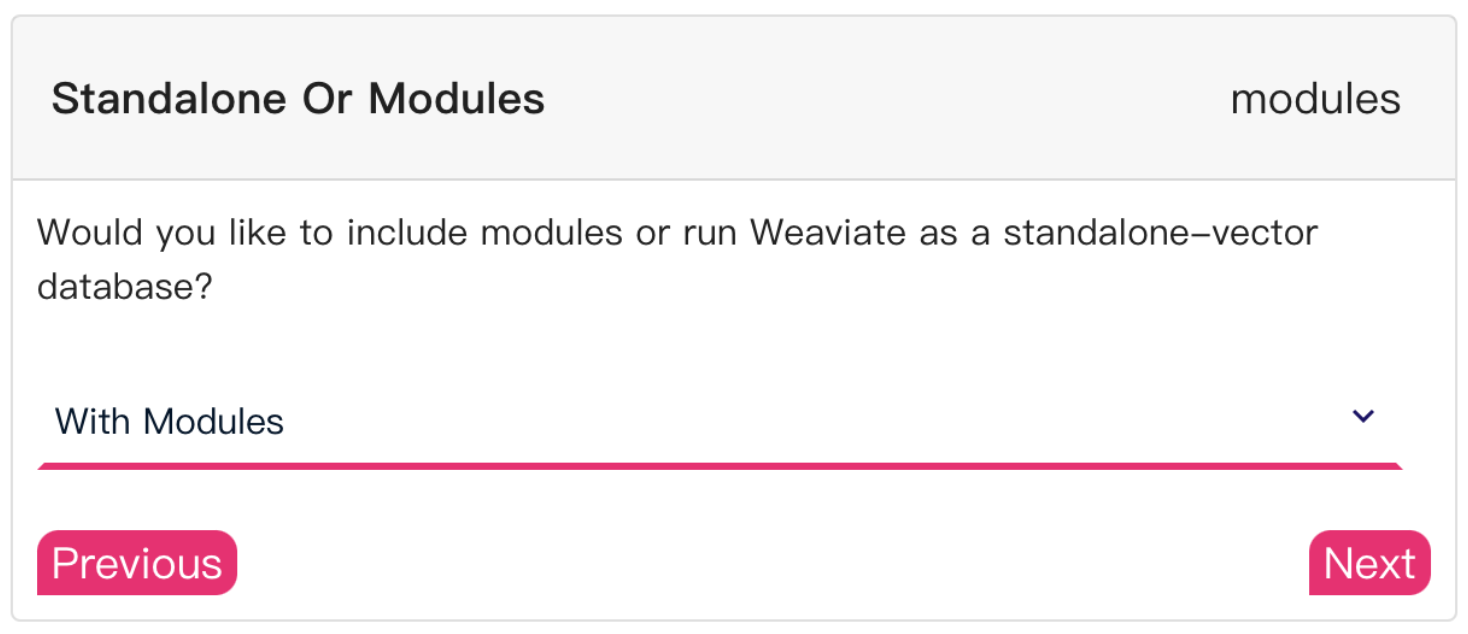 Standalone Or Modules
modules
Would you like to include modules or run Weaviate as a standalone-vector
database?
With Modules
Previous
Next